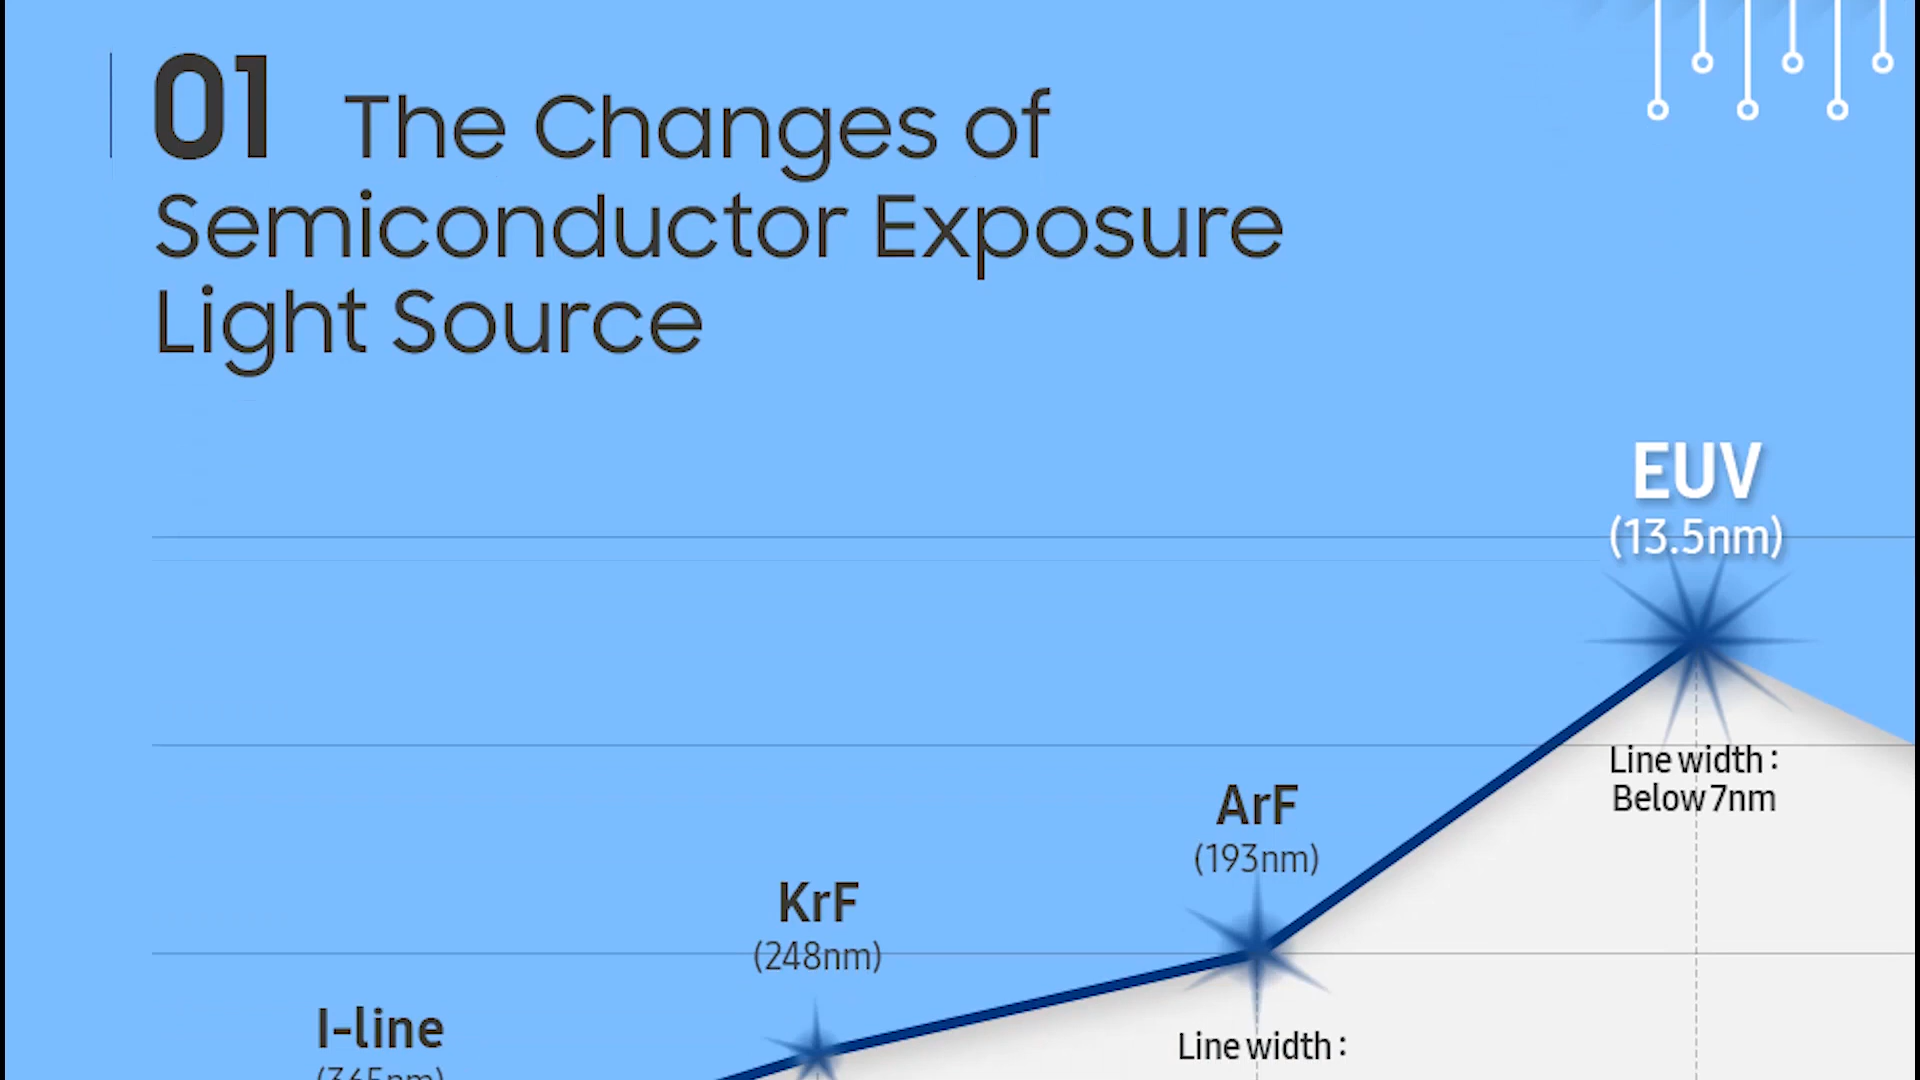 01 The Changes of
Semiconductor Exposure
Light Source
EUV
(13.5nm)
Line width :
Below 7nm
ArF
(193nm)
KrF
(248nm)
I-line
(365nm)
Line width :